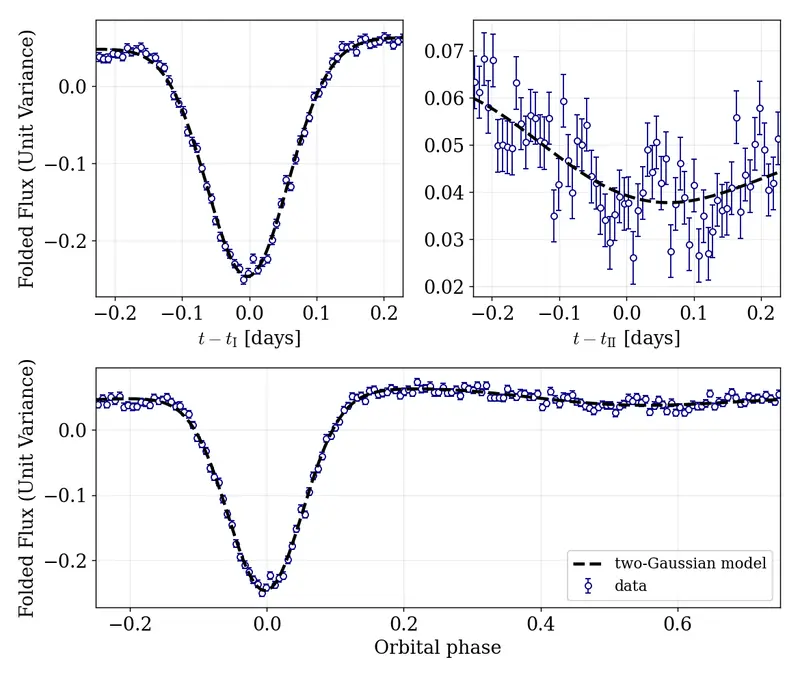 Folded Flux (Unit Variance)
0.0
−0.1
−0.2
−0.2 −0.1 0.0 0.1 0.2
t − tI [days]
0.07
0.06
0.05
0.04
0.03
0.02
−0.2 −0.1 0.0 0.1 0.2
t − tII [days]
Folded Flux (Unit Variance)
0.0
−0.1
−0.2
−0.2 0.0 0.2 0.4 0.6
Orbital phase
two-Gaussian model
data